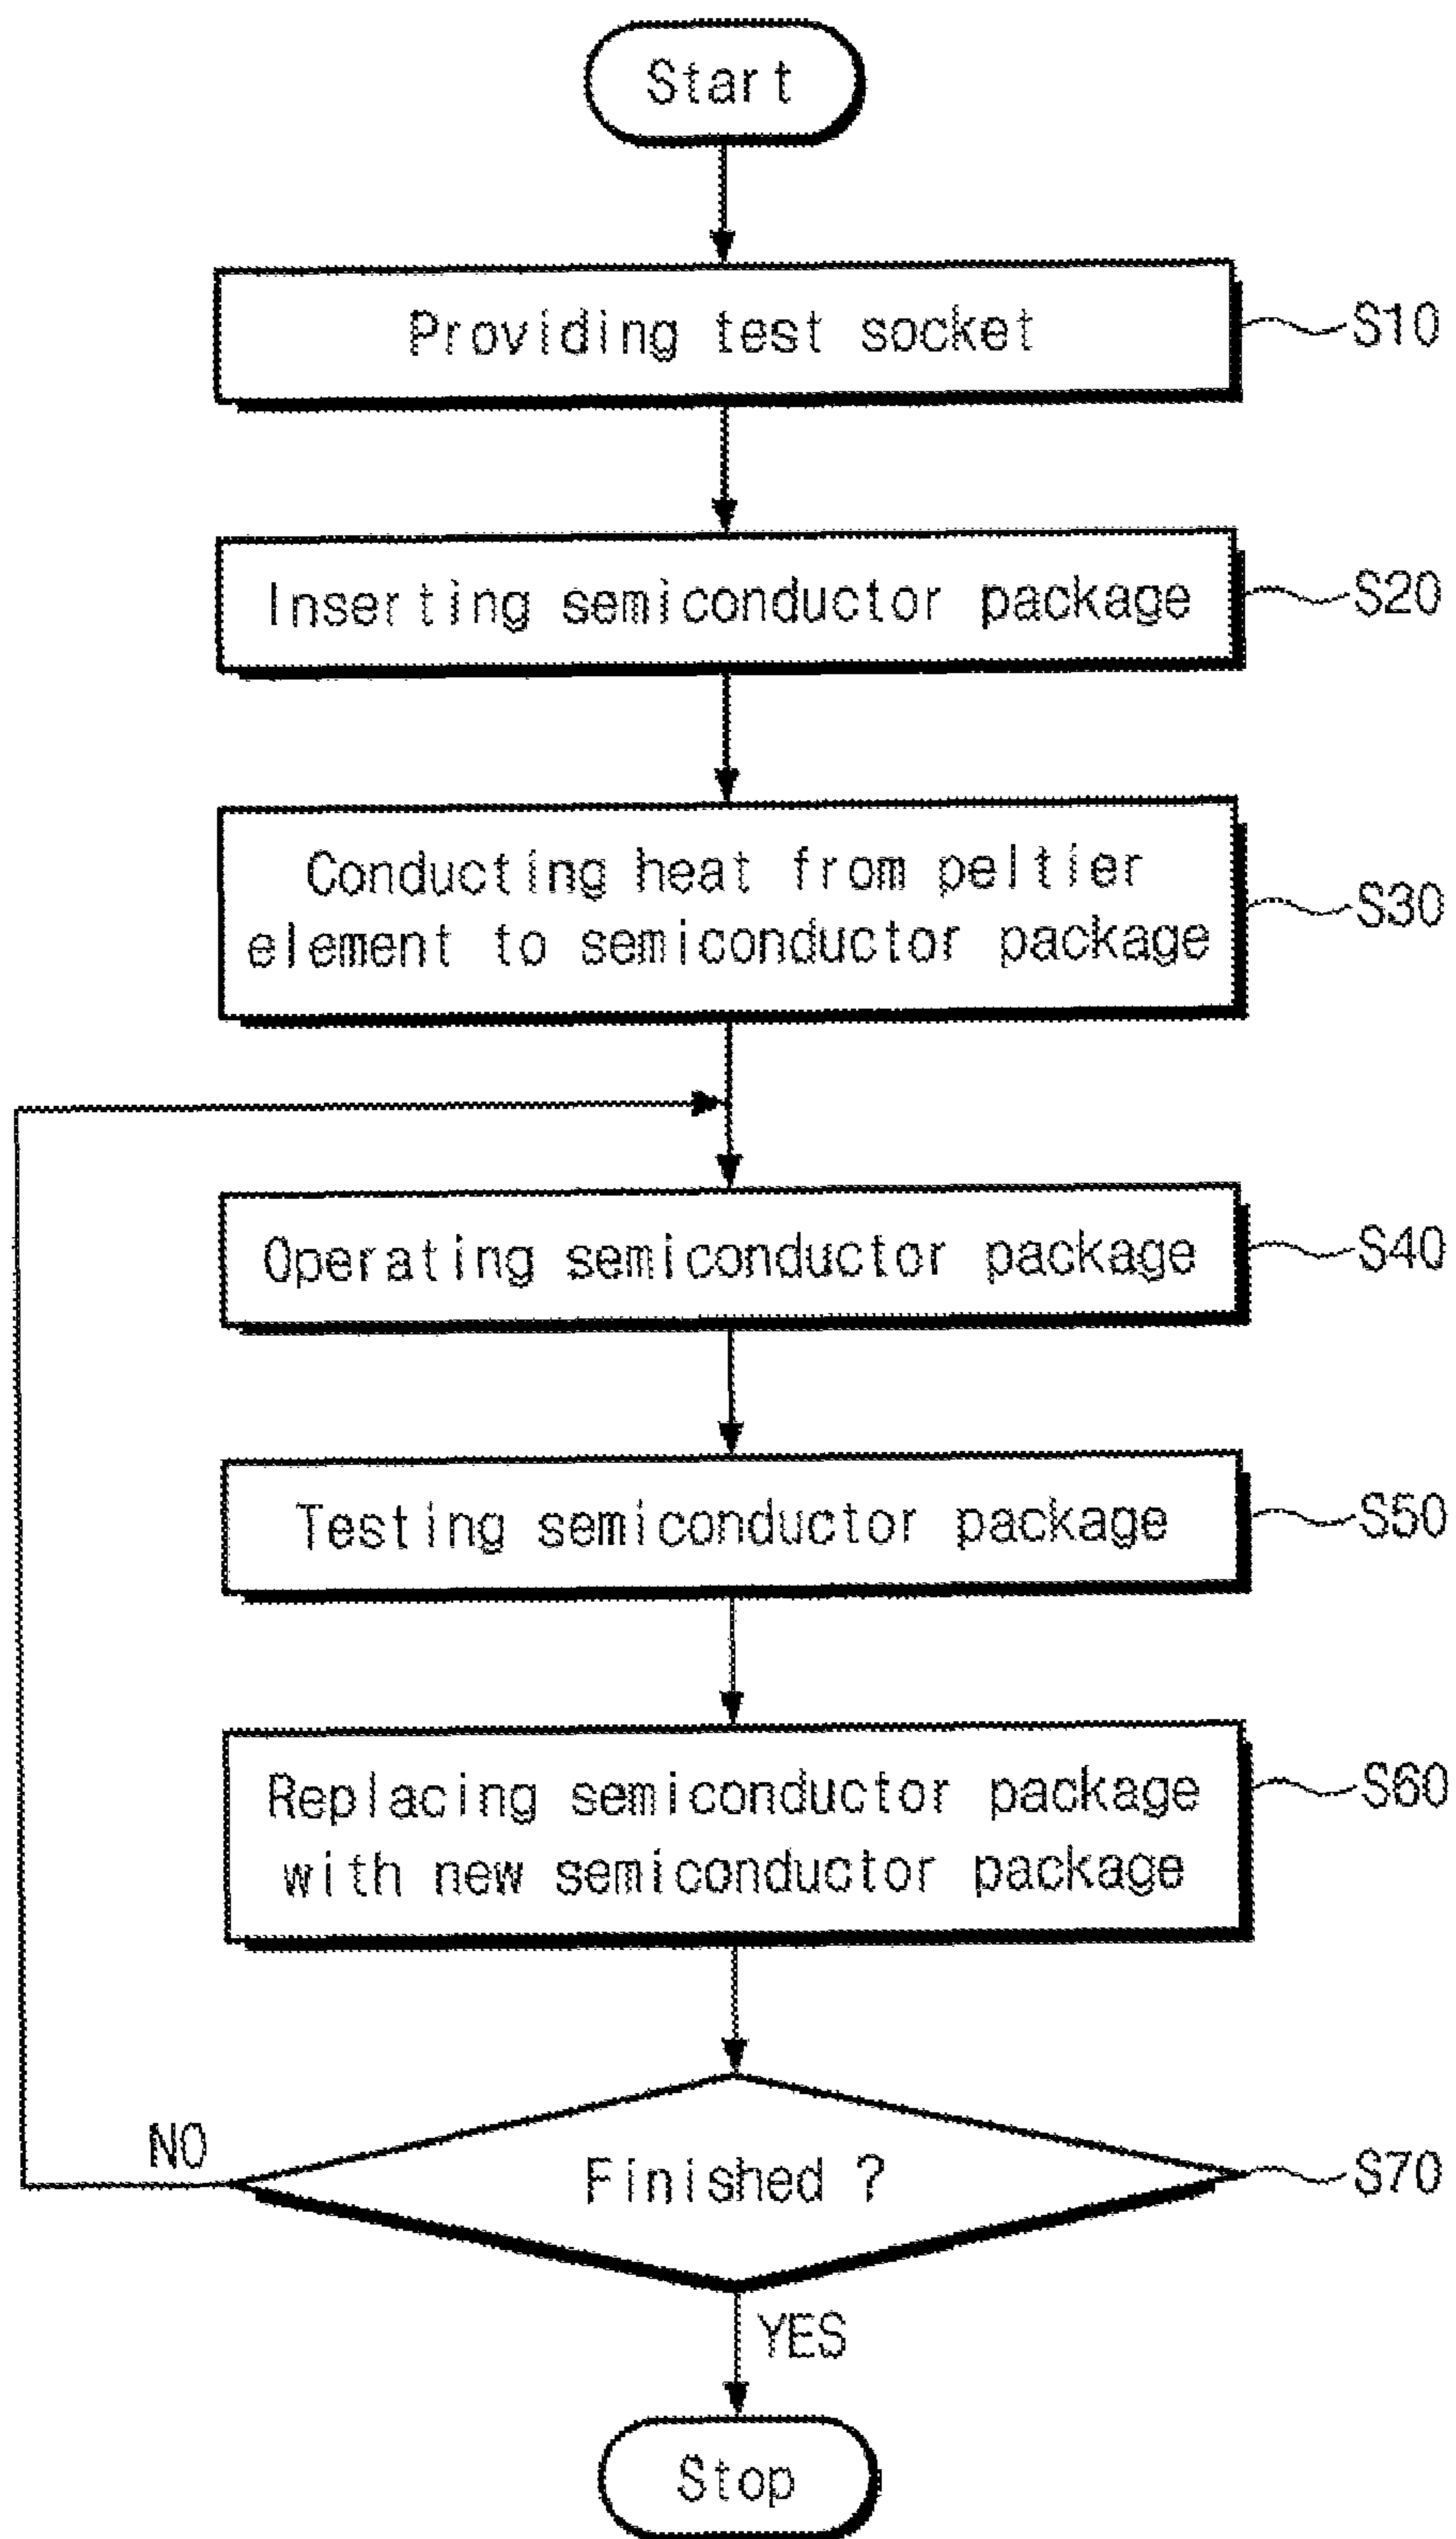 Start
Providing test socket
S10
Inserting semiconductor package
S20
Conducting heat from peltier
element to semiconductor package
S30
Operating semiconductor package
S40
Testing semiconductor package
S50
Replacing semiconductor package
with new semiconductor package
S60
NO
Finished ?
S70
YES
Stop